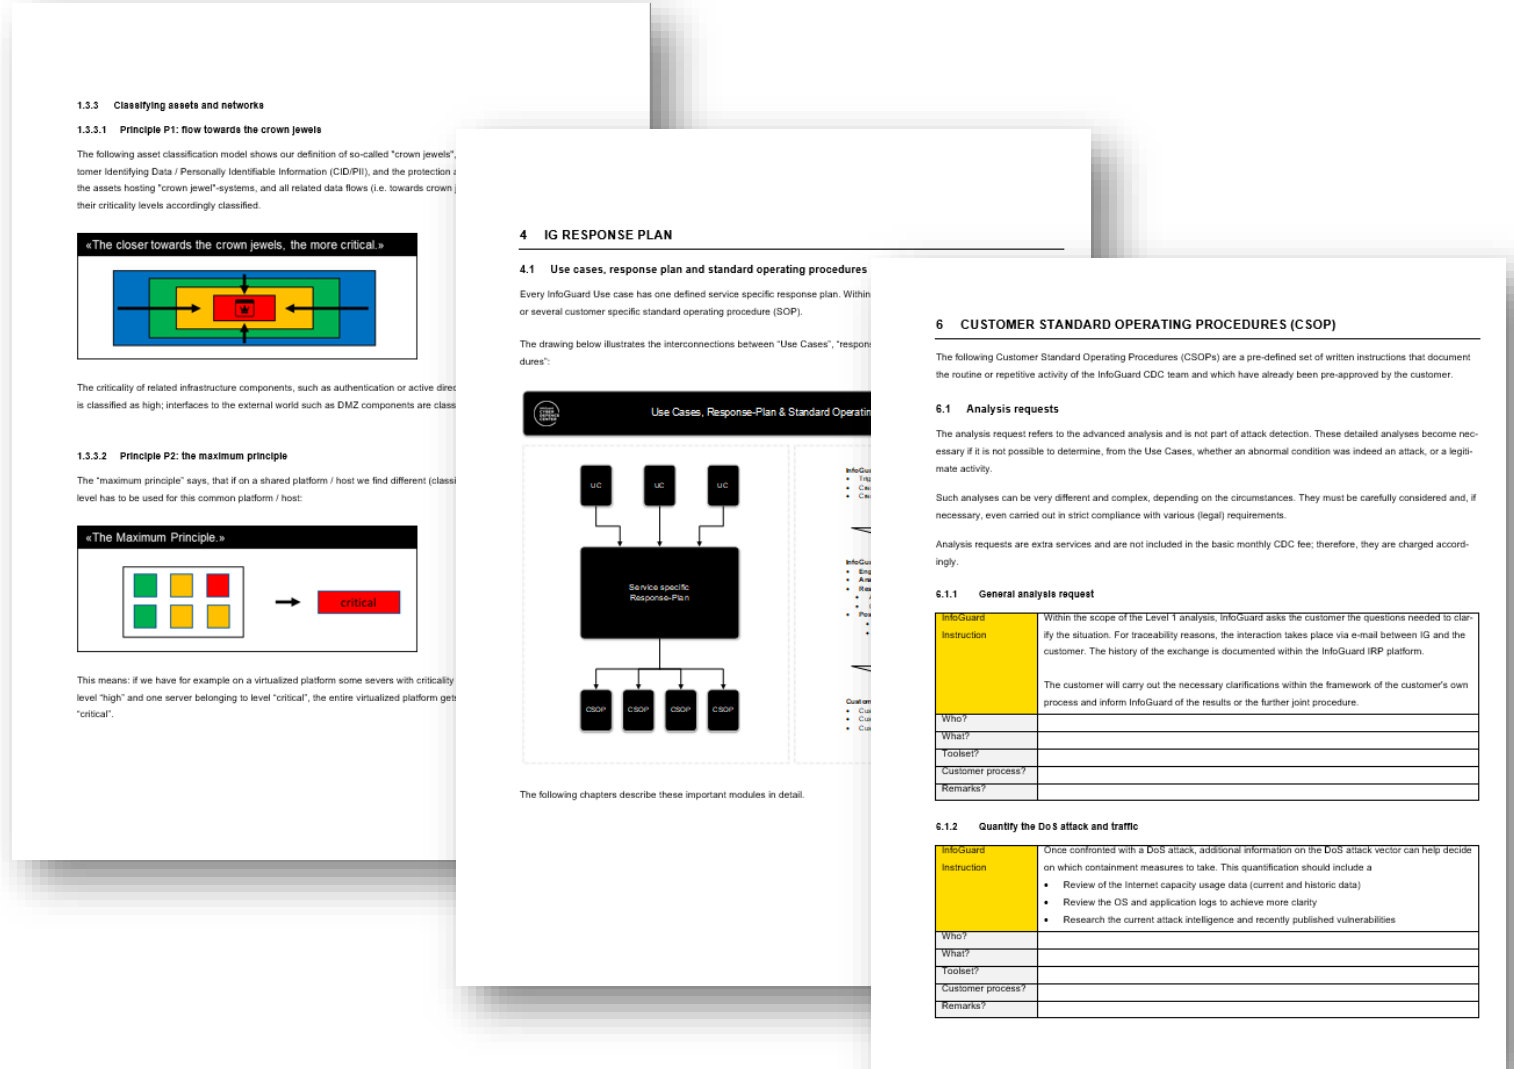 1.3.3 Classifying assets and networks
1.3.3.1 Principle P1: flow towards the crown jewels
The following asset classification model shows our definition of so-called "crown jewels",
tomer Identifying Data / Personally Identifiable Information (CID/PII), and the protection
the assets hosting "crown jewel"-systems, and all related data flows (i.e. towards crown
their criticality levels accordingly classified.
«The closer towards the crown jewels, the more critical.»
The criticality of related infrastructure components, such as authentication or active
is classified as high; interfaces to the external world such as DMZ components are
1.3.3.2 Principle P2: the maximum principle
The "maximum principle" says, that if on a shared platform / host we find different
level has to be used for this common platform / host:
«The Maximum Principle.»
critical
This means: if we have for example on a virtualized platform some severs with criticality
level "high" and one server belonging to level "critical", the entire virtualized platform gets
"critical".
4 IG RESPONSE PLAN
4.1 Use cases, response plan and standard operating procedures
Every InfoGuard Use case has one defined service specific response plan. Within
or several customer specific standard operating procedure (SOP).
The drawing below illustrates the interconnections between "Use Cases",
dures":
CYBER
DEFENCE
CENTER
Use Cases, Response-Plan & Standard
UC UC UC
Service specific
Response-Plan
CSOP CSOP CSOP CSOP
The following chapters describe these important modules in detail.
6 CUSTOMER STANDARD OPERATING PROCEDURES (CSOP)
The following Customer Standard Operating Procedures (CSOPs) are a pre-defined set of written instructions that document
the routine or repetitive activity of the InfoGuard CDC team and which have already been pre-approved by the customer.
6.1 Analysis requests
The analysis request refers to the advanced analysis and is not part of attack detection. These detailed analyses become nec-
essary if it is not possible to determine, from the Use Cases, whether an abnormal condition was indeed an attack, or a legiti-
mate activity.
Such analyses can be very different and complex, depending on the circumstances. They must be carefully considered and, if
necessary, even carried out in strict compliance with various (legal) requirements.
Analysis requests are extra services and are not included in the basic monthly CDC fee; therefore, they are charged accord-
ingly.
6.1.1 General analysis request
InfoGuard
Instruction
Within the scope of the Level 1 analysis, InfoGuard asks the customer the questions needed to clar-
ify the situation. For traceability reasons, the interaction takes place via e-mail between IG and the
customer. The history of the exchange is documented within the InfoGuard IRP platform.
The customer will carry out the necessary clarifications within the framework of the customer's own
process and inform InfoGuard of the results or the further joint procedure.
Who?
What?
Toolset?
Customer process?
Remarks?
6.1.2 Quantify the DoS attack and traffic
InfoGuard
Instruction
Once confronted with a DoS attack, additional information on the DoS attack vector can help decide
on which containment measures to take. This quantification should include a
• Review of the Internet capacity usage data (current and historic data)
• Review the OS and application logs to achieve more clarity
• Research the current attack intelligence and recently published vulnerabilities
Who?
What?
Toolset?
Customer process?
Remarks?